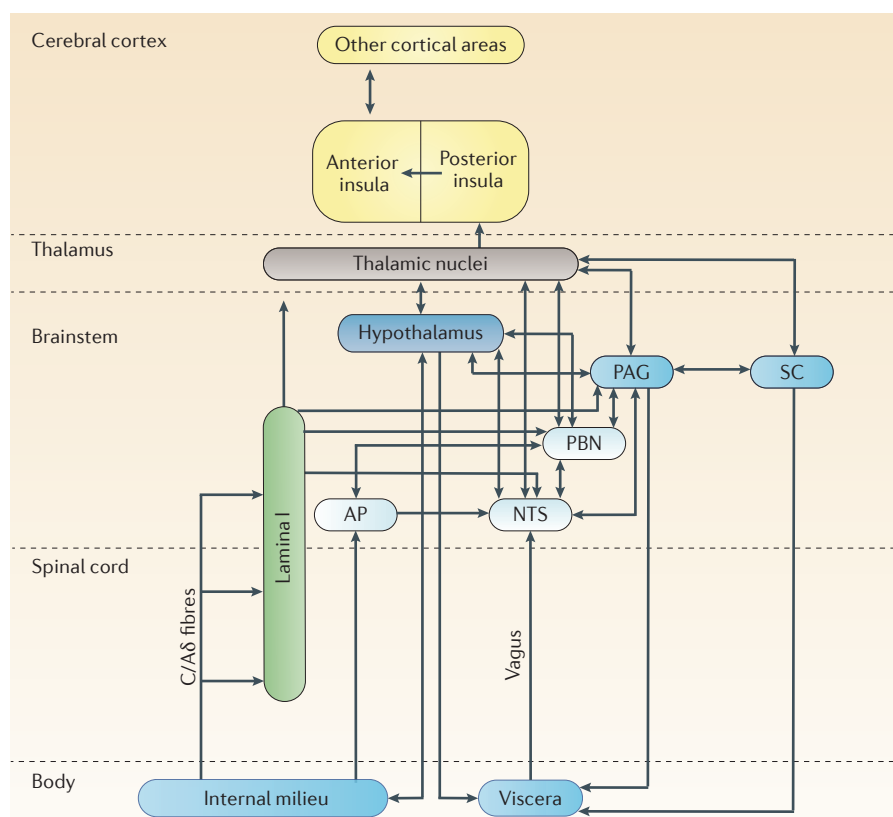 Cerebral cortex
Other cortical areas
Anterior
insula
Posterior
insula
Thalamus
Thalamic nuclei
Brainstem
Hypothalamus
PAG
SC
PBN
AP
NTS
Lamina I
Spinal cord
C/Aδ fibres
Vagus
Body
Internal milieu
Viscera